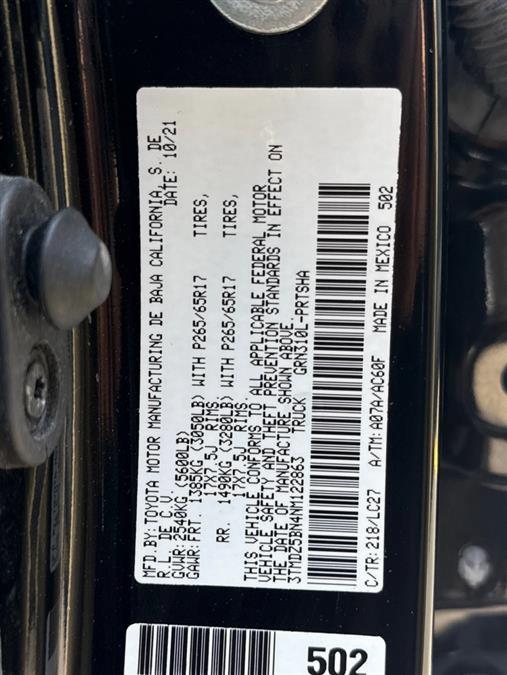 MFD.BY:TOYOTA MOTOR MANUFACTURING DE BAJA CALIFORNIA, S. DE
R.L. DE C.V. DATE: 10/21
GVWR:2540KG (5600LB)
GAWR:FRT. 1385KG (3050LB) WITH P265/65R17 TIRES,
17X7.5J RIMS,
RR. 1490KG (3280LB) WITH P265/65R17 TIRES,
17X7.5J RIMS.
THIS VEHICLE CONFORMS TO ALL APPLICABLE FEDERAL MOTOR
VEHICLE SAFETY AND THEFT PREVENTION STANDARDS IN EFFECT ON
THE DATE OF MANUFACTURE SHOWN ABOVE.
3TMDZ5BN4NM122863 TRUCK GRN310L-PRTSHA
C/TR: 218/LC27 A/TM: A07A/AC60F MADE IN MEXICO 502
502